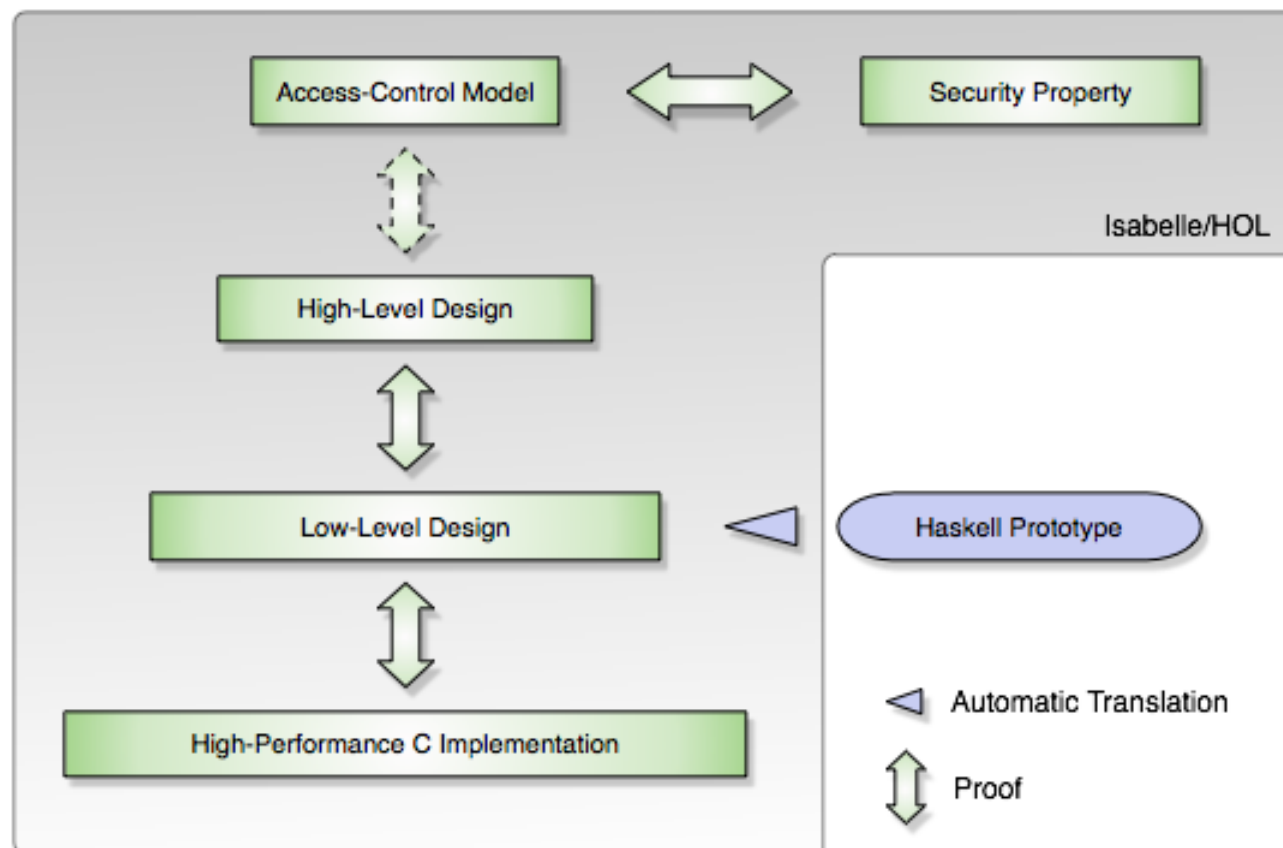 Access-Control Model
Security Property
Isabelle/HOL
High-Level Design
Low-Level Design
Haskell Prototype
Automatic Translation
High-Performance C Implementation
Proof